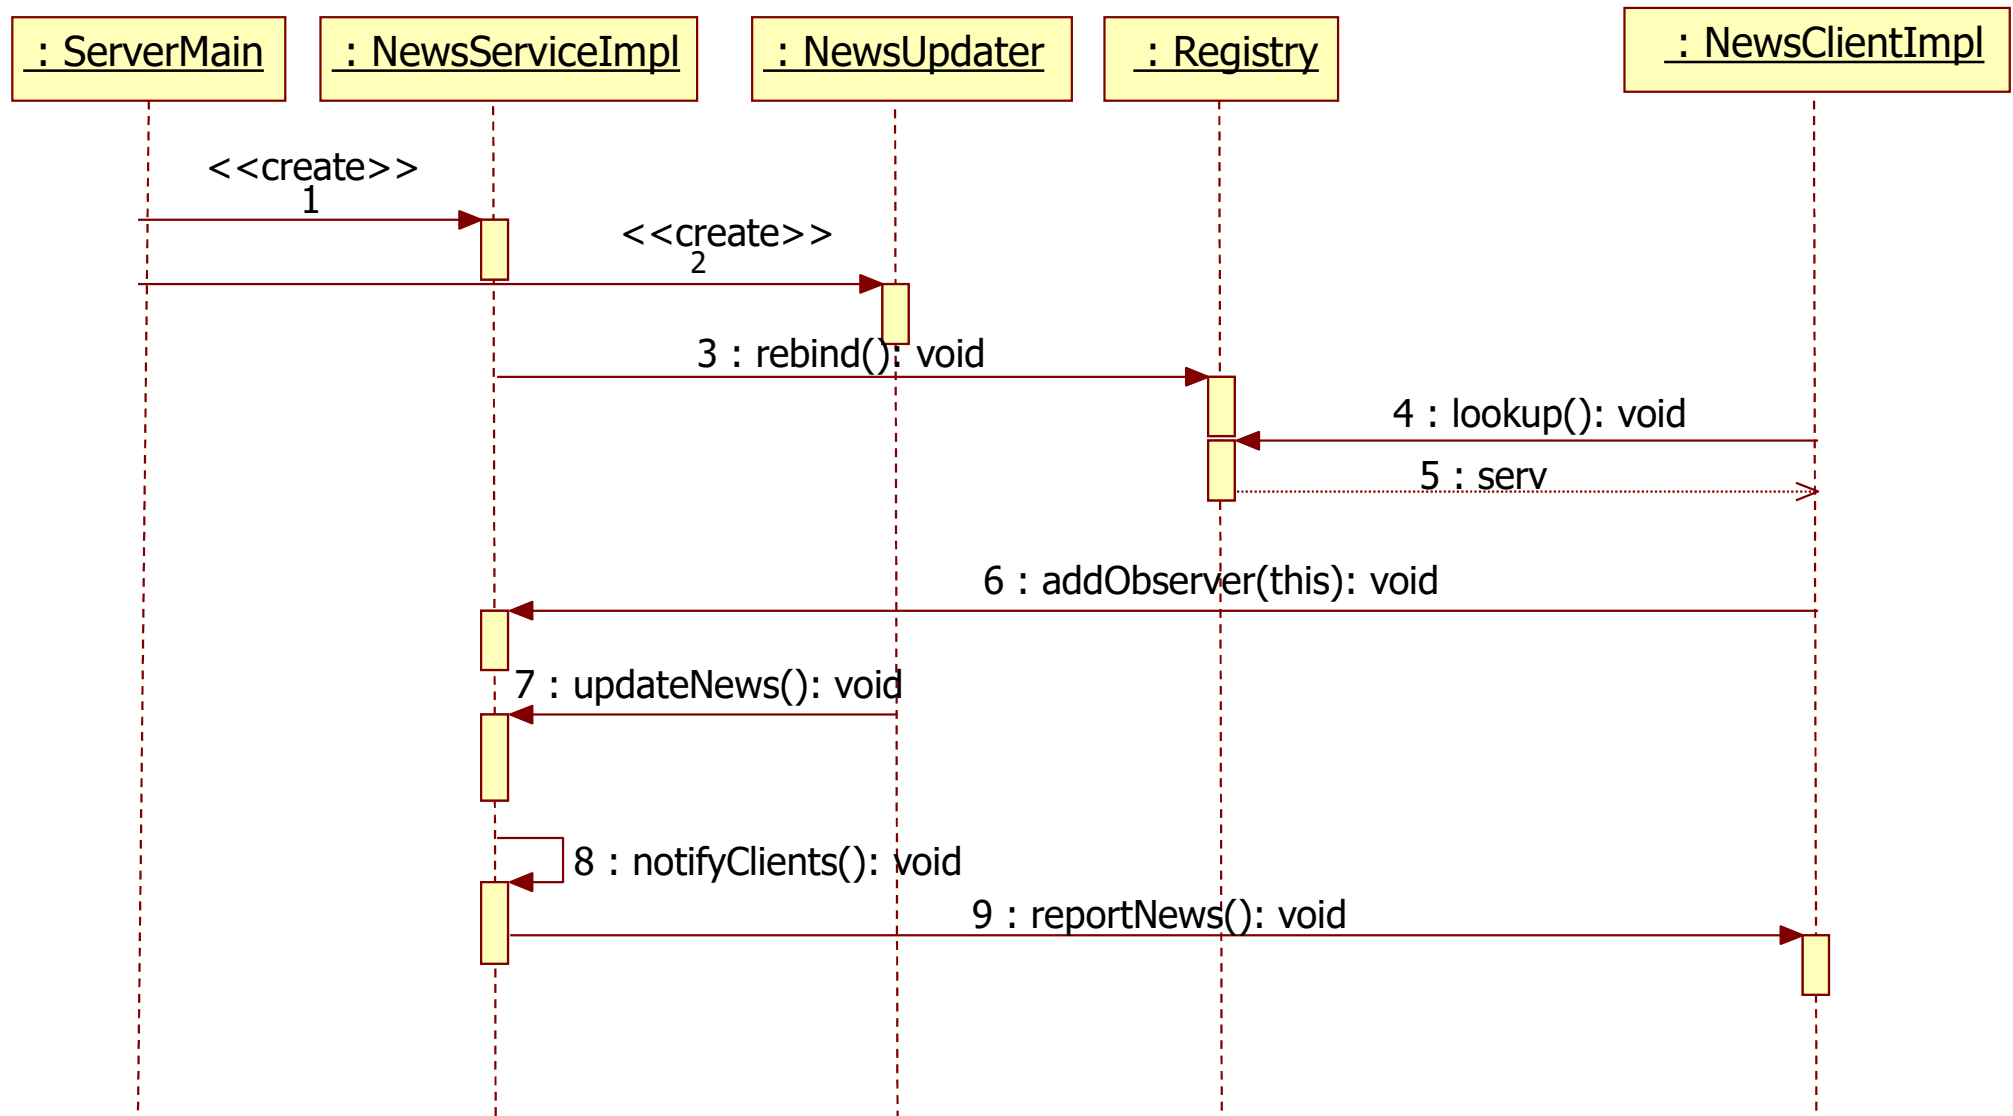 : ServerMain
: NewsServiceImpl
: NewsUpdater
: Registry
: NewsClientImpl
<<create>>
1
<<create>>
2
3 : rebind(): void
4 : lookup(): void
5 : serv
6 : addObserver(this): void
7 : updateNews(): void
8 : notifyClients(): void
9 : reportNews(): void